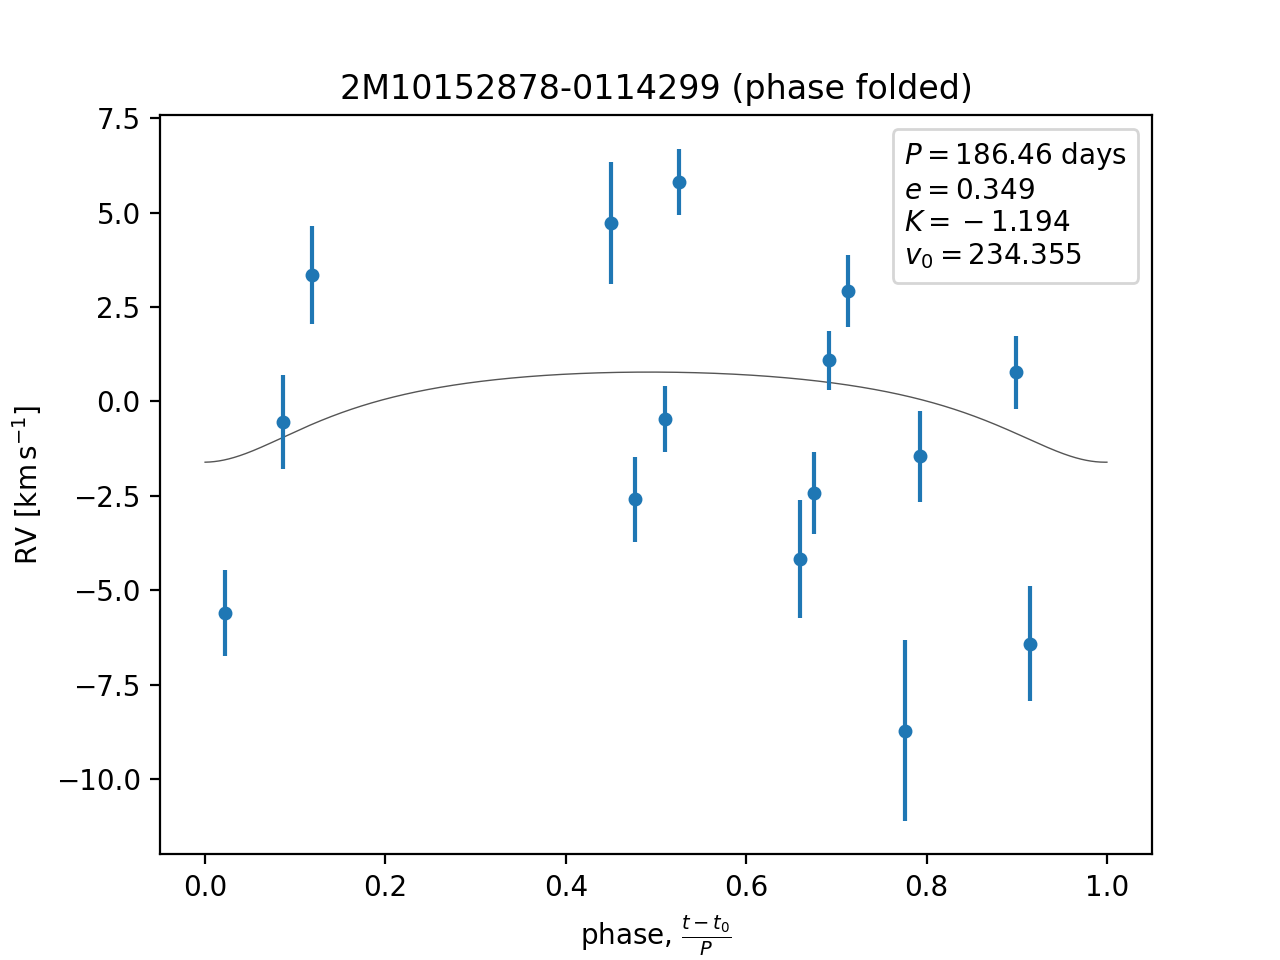 2M10152878-0114299 (phase folded)
P = 186.46 days
e = 0.349
K = −1.194
v₀ = 234.355
7.5
5.0
2.5
0.0
−2.5
−5.0
−7.5
−10.0
RV [km s⁻¹]
0.0 0.2 0.4 0.6 0.8 1.0
phase, (t − t₀)/P